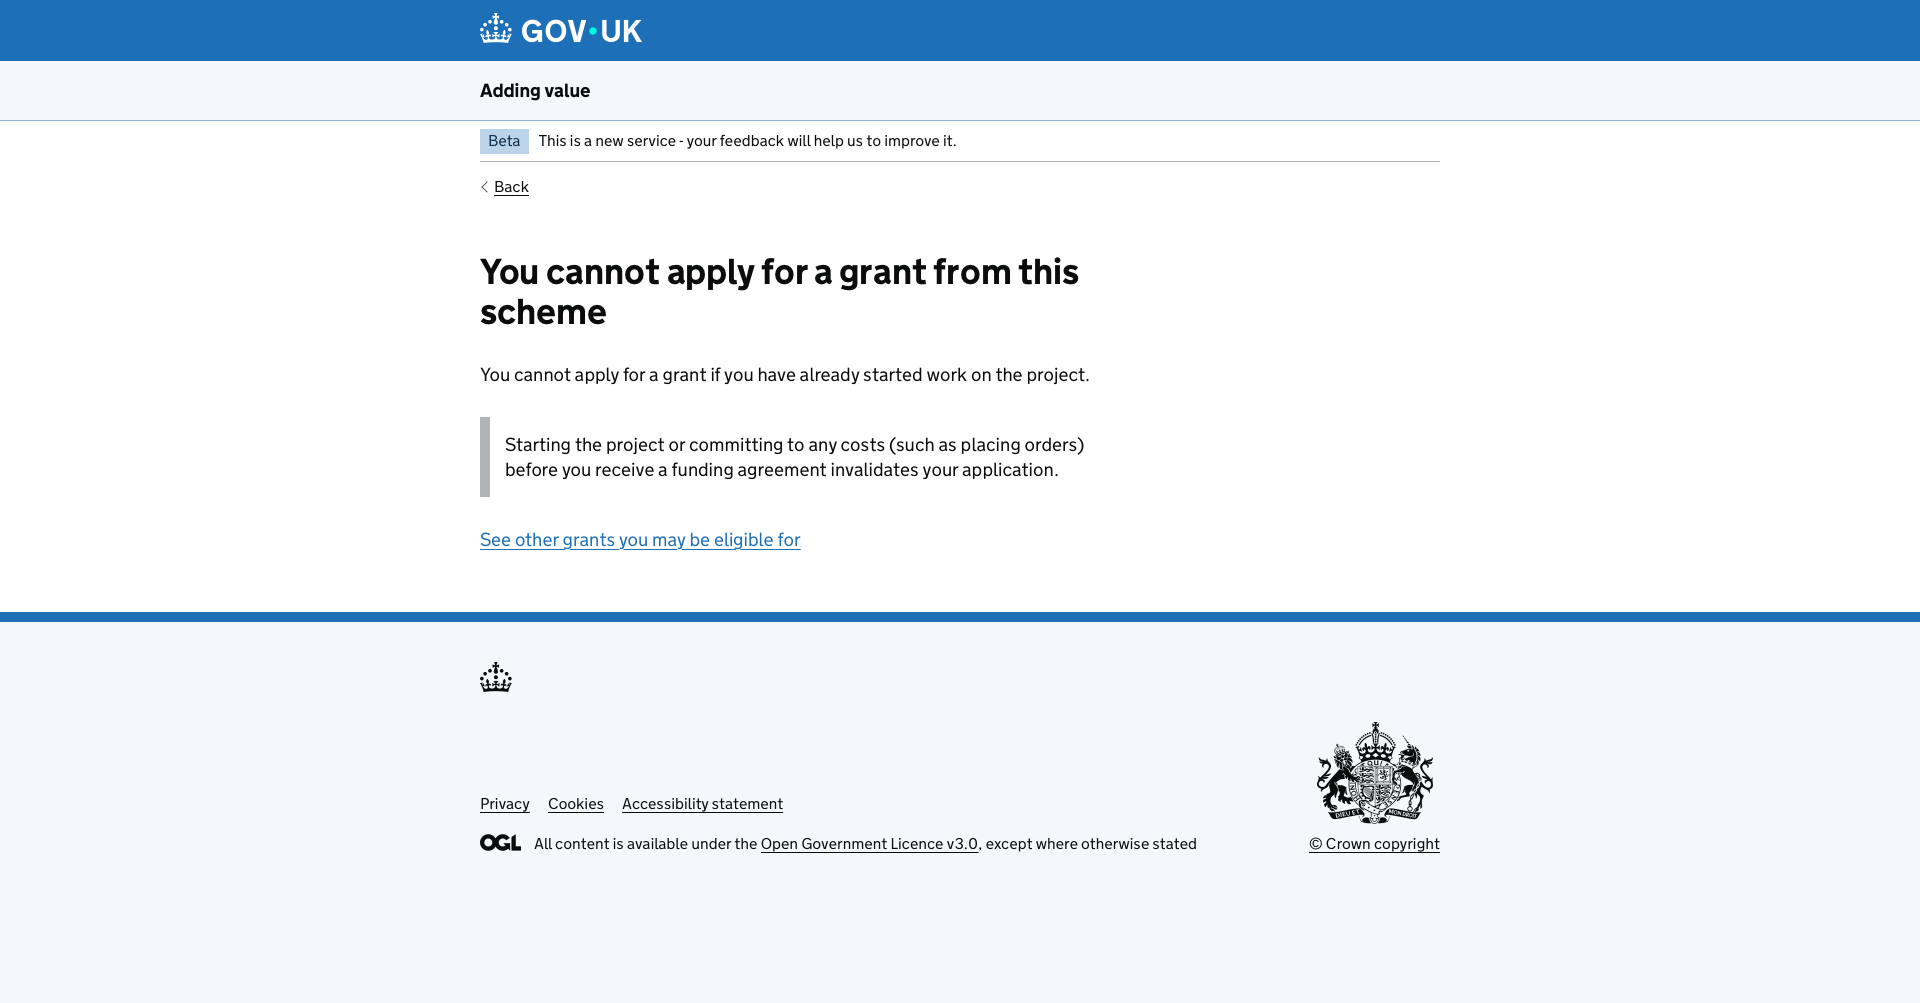 GOV·UK
Adding value
Beta This is a new service - your feedback will help us to improve it.
Back
You cannot apply for a grant from this
scheme
You cannot apply for a grant if you have already started work on the project.
Starting the project or committing to any costs (such as placing orders)
before you receive a funding agreement invalidates your application.
See other grants you may be eligible for
Privacy Cookies Accessibility statement
OGL All content is available under the Open Government Licence v3.0, except where otherwise stated
DIEU ET MON DROIT
© Crown copyright